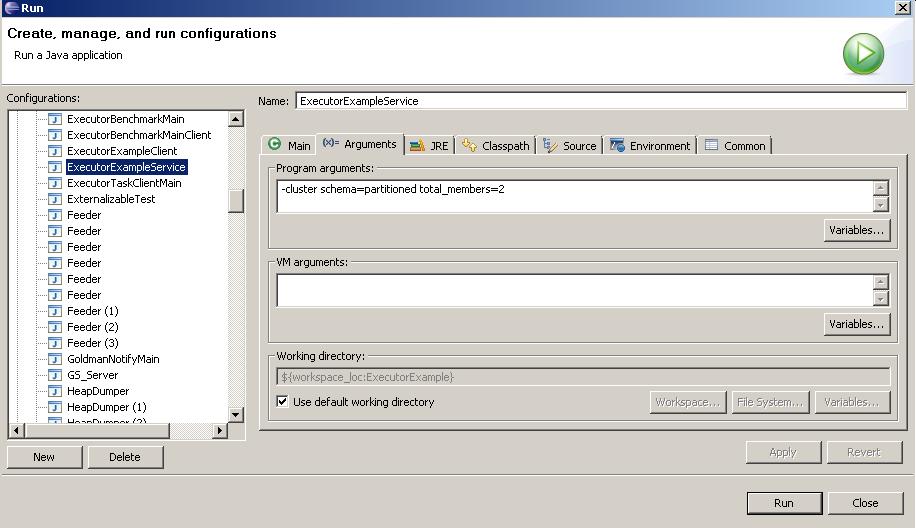 Run
Create, manage, and run configurations
Run a Java application
Configurations:
ExecutorBenchmarkMain
ExecutorBenchmarkMainClient
ExecutorExampleClient
ExecutorExampleService
ExecutorTaskClientMain
ExternalizableTest
Feeder
Feeder
Feeder
Feeder
Feeder
Feeder
Feeder (1)
Feeder (2)
Feeder (3)
GoldmanNotifyMain
GS_Server
HeapDumper
HeapDumper (1)
HeapDumper (2)
New Delete
Name: ExecutorExampleService
Main (x)= Arguments JRE Classpath Source Environment Common
Program arguments:
-cluster schema=partitioned total_members=2
Variables...
VM arguments:
Variables...
Working directory:
${workspace_loc:ExecutorExample}
Use default working directory Workspace... File System... Variables...
Apply Revert
Run Close